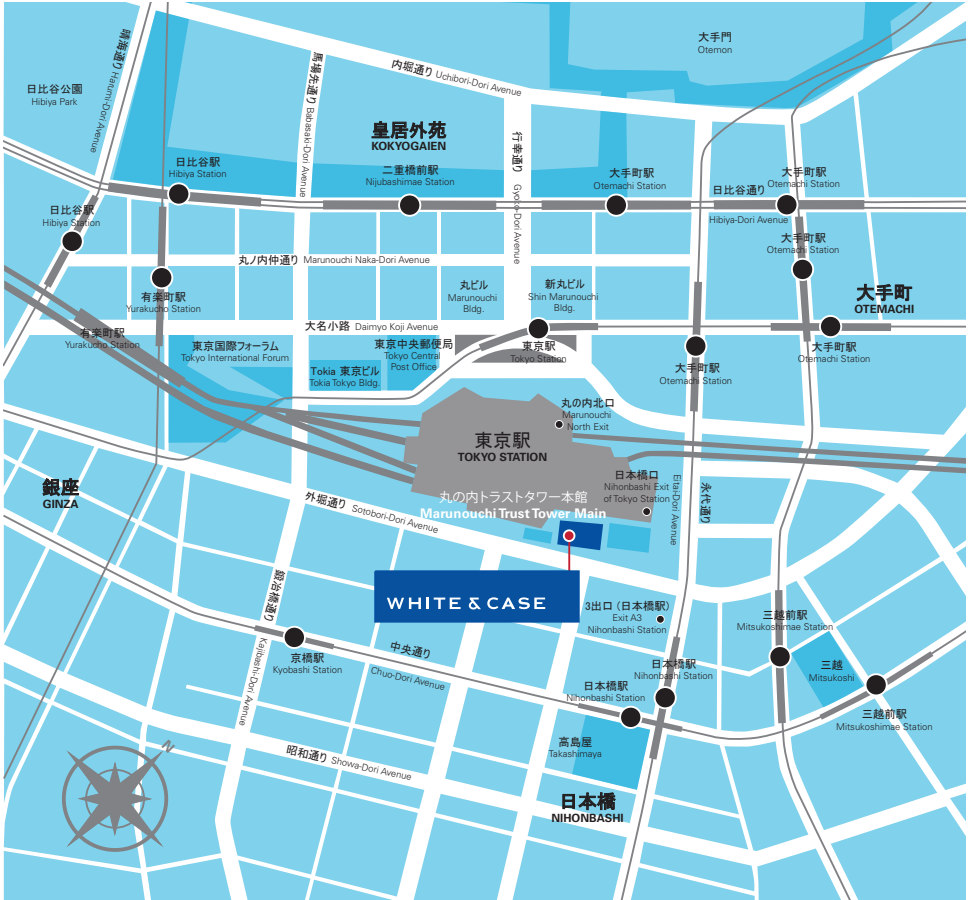 大手門
Otemon
晴海通り Harumi-Dori Avenue
日比谷公園
Hibiya Park
馬場先通り Babasaki-Dori Avenue
内堀通り Uchibori-Dori Avenue
皇居外苑
KOKYOGAIEN
行幸通り Gyoko-Dori Avenue
日比谷駅
Hibiya Station
二重橋前駅
Nijubashimae Station
大手町駅
Otemachi Station
大手町駅
Otemachi Station
日比谷通り
Hibiya-Dori Avenue
日比谷駅
Hibiya Station
大手町駅
Otemachi Station
丸ノ内仲通り Marunouchi Naka-Dori Avenue
有楽町駅
Yurakucho Station
丸ビル
Marunouchi
Bldg.
新丸ビル
Shin Marunouchi
Bldg.
大手町
OTEMACHI
大名小路 Daimyo Koji Avenue
有楽町駅
Yurakucho Station
東京国際フォーラム
Tokyo International Forum
東京中央郵便局
Tokyo Central
Post Office
東京駅
Tokyo Station
大手町駅
Otemachi Station
大手町駅
Otemachi Station
Tokia 東京ビル
Tokia Tokyo Bldg.
丸の内北口
Marunouchi
North Exit
東京駅
TOKYO STATION
日本橋口
Nihonbashi Exit
of Tokyo Station
永代通り
Eitai-Dori Avenue
銀座
GINZA
外堀通り Sotobori-Dori Avenue
丸の内トラストタワー本館
Marunouchi Trust Tower Main
WHITE & CASE
鍛冶橋通り
Kajibashi-Dori Avenue
3出口（日本橋駅）
Exit A3
Nihonbashi Station
三越前駅
Mitsukoshimae Station
京橋駅
Kyobashi Station
中央通り
Chuo-Dori Avenue
日本橋駅
Nihonbashi Station
三越
Mitsukoshi
日本橋駅
Nihonbashi Station
三越前駅
Mitsukoshimae Station
高島屋
Takashimaya
昭和通り Showa-Dori Avenue
N
日本橋
NIHONBASHI